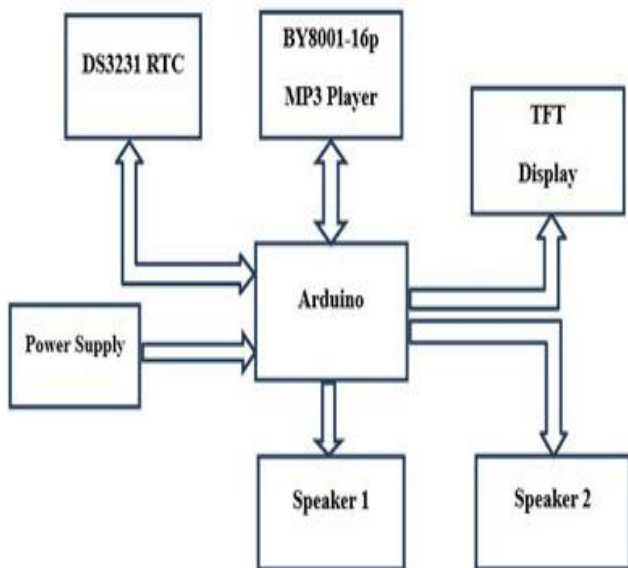 DS3231 RTC
BY8001-16p
MP3 Player
TFT
Display
Arduino
Power Supply
Speaker 1
Speaker 2